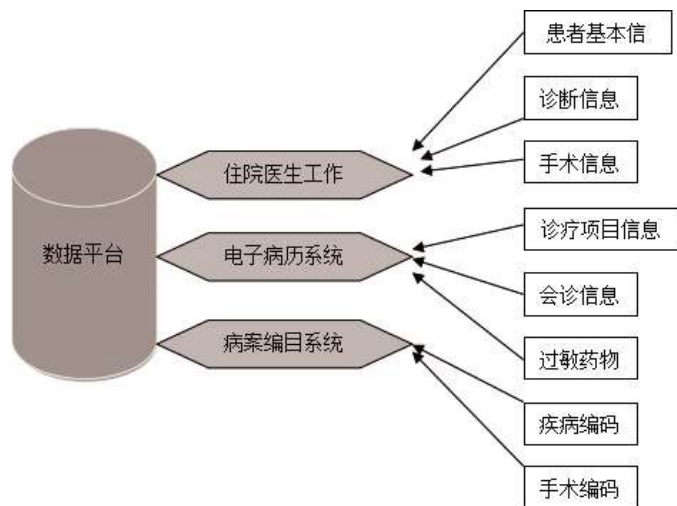 患者基本信
诊断信息
住院医生工作
手术信息
诊疗项目信息
数据平台
电子病历系统
会诊信息
病案编目系统
过敏药物
疾病编码
手术编码